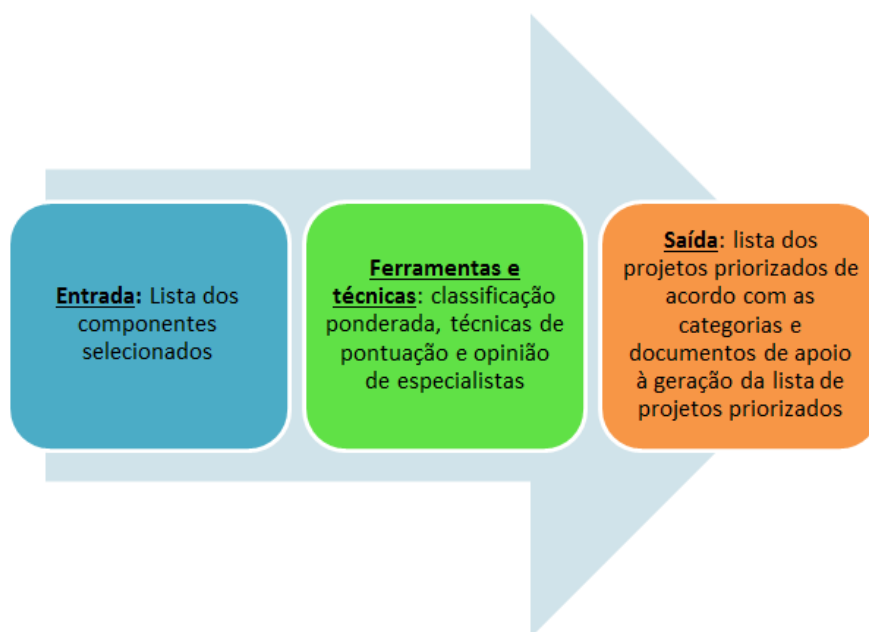 Entrada: Lista dos
componentes
selecionados
Ferramentas e
técnicas: classificação
ponderada, técnicas de
pontuação e opinião
de especialistas
Saída: lista dos
projetos priorizados de
acordo com as
categorias e
documentos de apoio
à geração da lista de
projetos priorizados